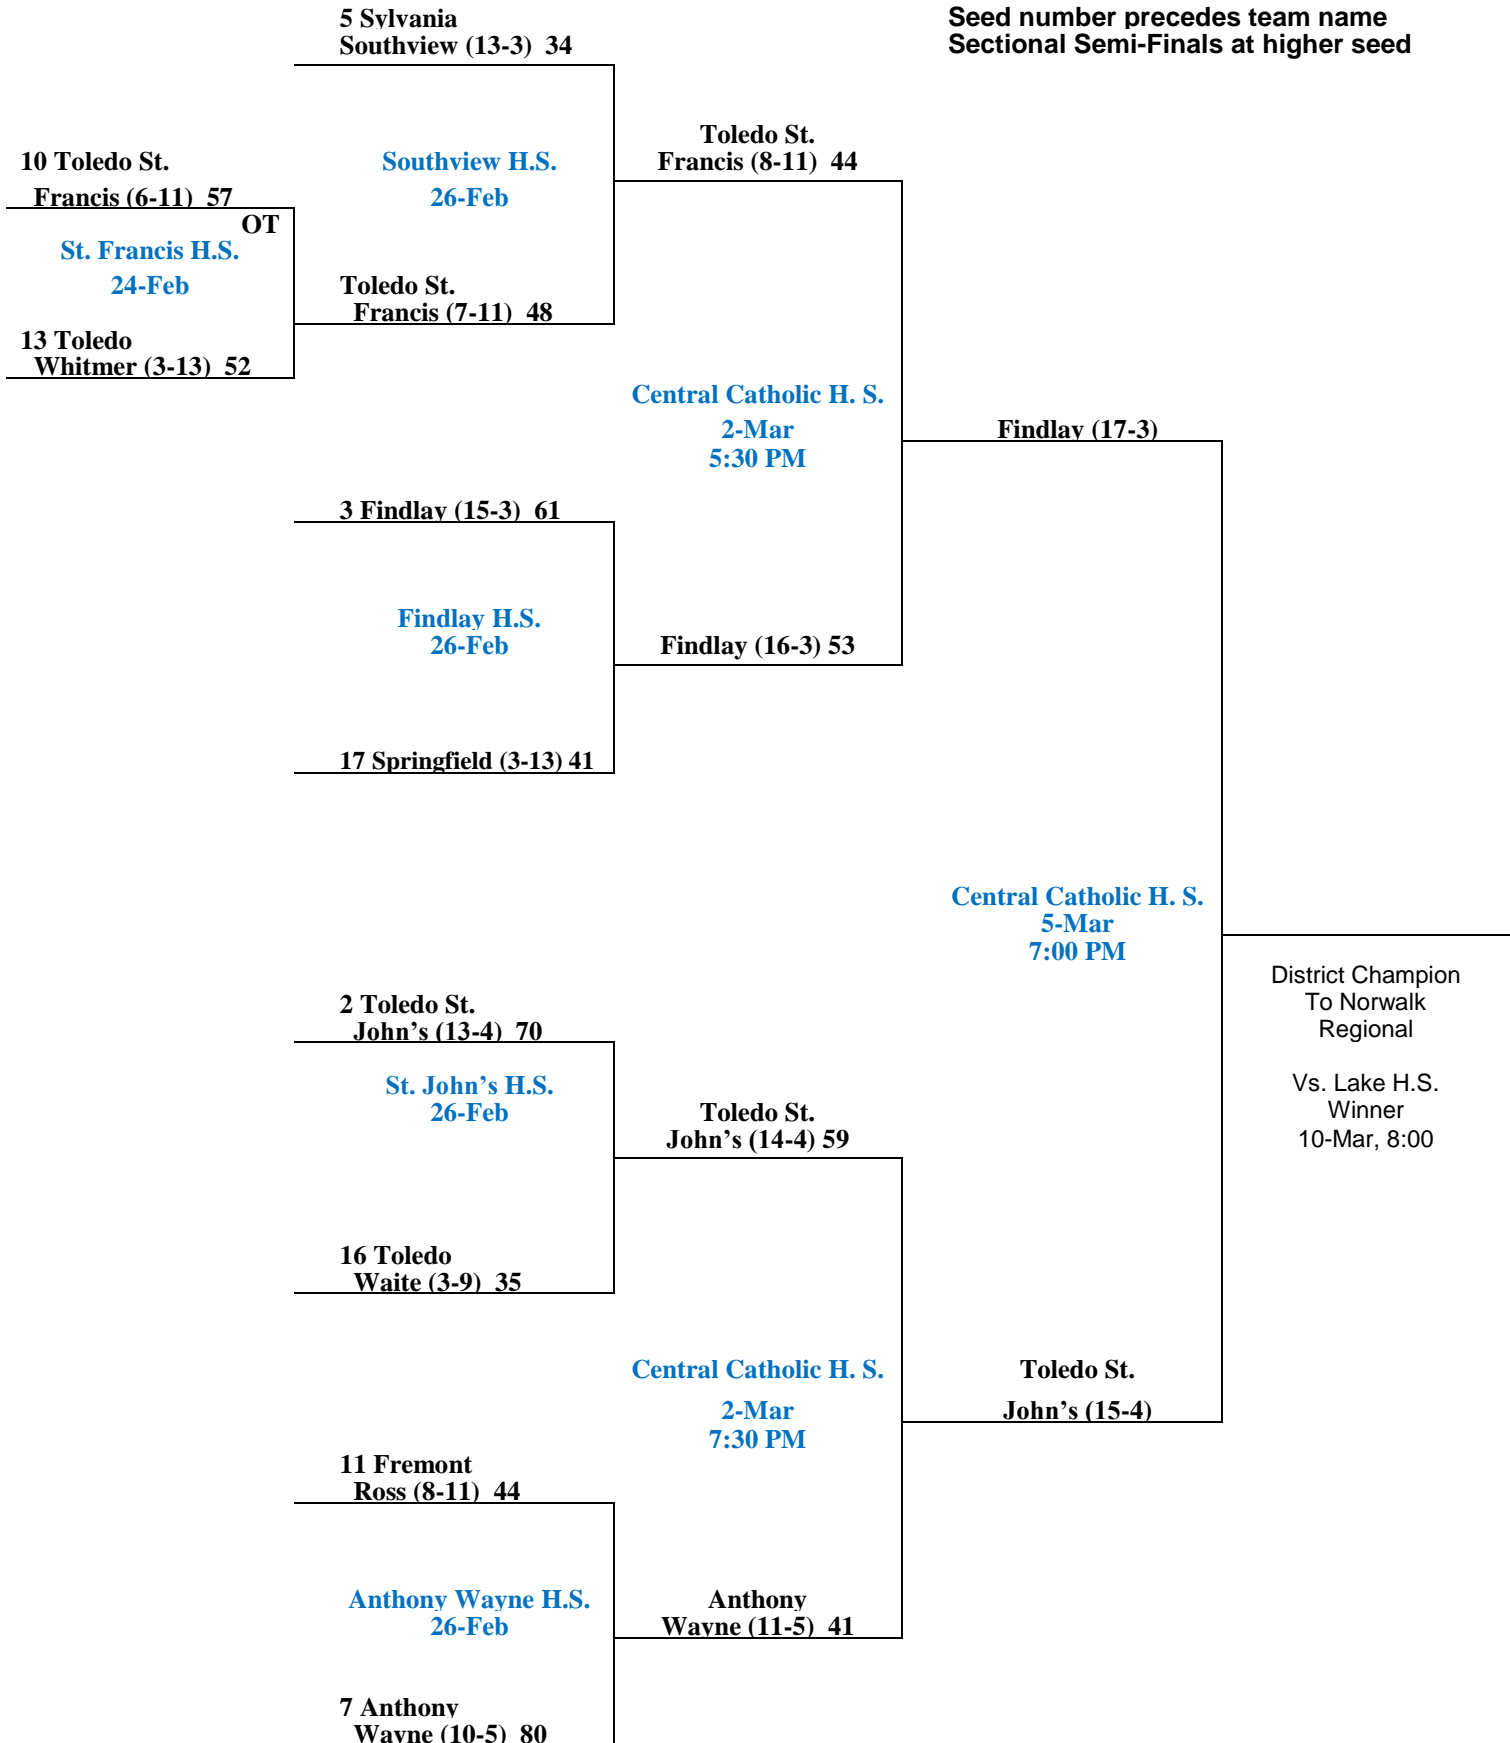 5 Sylvania
Southview (13-3) 34
Seed number precedes team name
Sectional Semi-Finals at higher seed
10 Toledo St.
Francis (6-11) 57
OT
St. Francis H.S.
24-Feb
13 Toledo
Whitmer (3-13) 52
Southview H.S.
26-Feb
Toledo St.
Francis (7-11) 48
Toledo St.
Francis (8-11) 44
Central Catholic H. S.
2-Mar
5:30 PM
Findlay (17-3)
3 Findlay (15-3) 61
Findlay H.S.
26-Feb
Findlay (16-3) 53
17 Springfield (3-13) 41
Central Catholic H. S.
5-Mar
7:00 PM
District Champion
To Norwalk
Regional
Vs. Lake H.S.
Winner
10-Mar, 8:00
2 Toledo St.
John’s (13-4) 70
St. John’s H.S.
26-Feb
Toledo St.
John’s (14-4) 59
16 Toledo
Waite (3-9) 35
Central Catholic H. S.
2-Mar
7:30 PM
Toledo St.
John’s (15-4)
11 Fremont
Ross (8-11) 44
Anthony Wayne H.S.
26-Feb
Anthony
Wayne (11-5) 41
7 Anthony
Wayne (10-5) 80